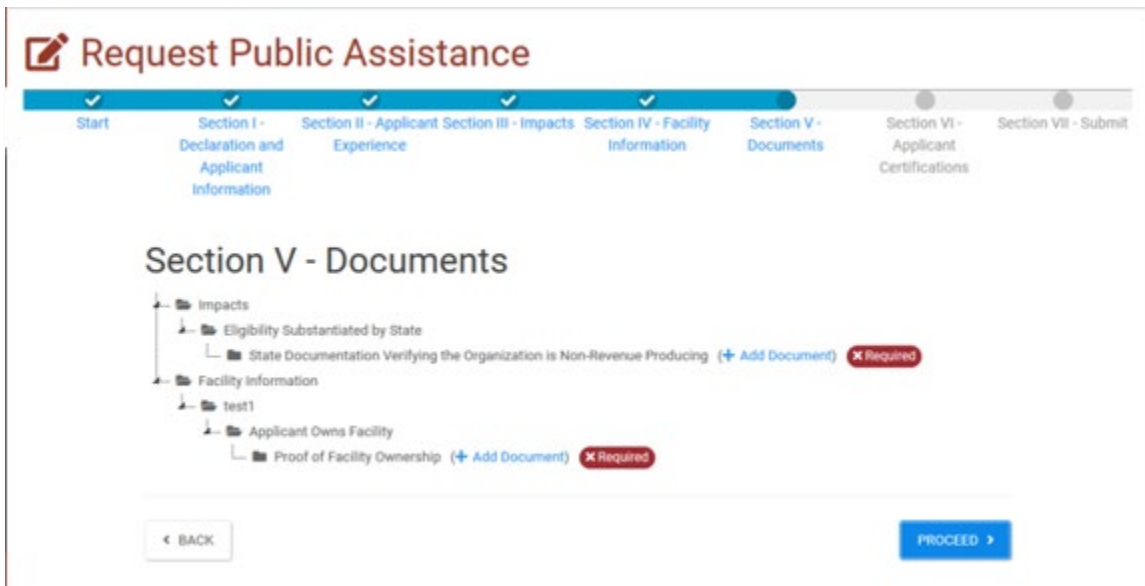 Request Public Assistance
Start
Section I -
Declaration and
Applicant
Information
Section II - Applicant
Experience
Section III - Impacts
Section IV - Facility
Information
Section V -
Documents
Section VI -
Applicant
Certifications
Section VII - Submit
Section V - Documents
Impacts
Eligibility Substantiated by State
State Documentation Verifying the Organization is Non-Revenue Producing (+ Add Document) × Required
Facility Information
test1
Applicant Owns Facility
Proof of Facility Ownership (+ Add Document) × Required
< BACK
PROCEED >